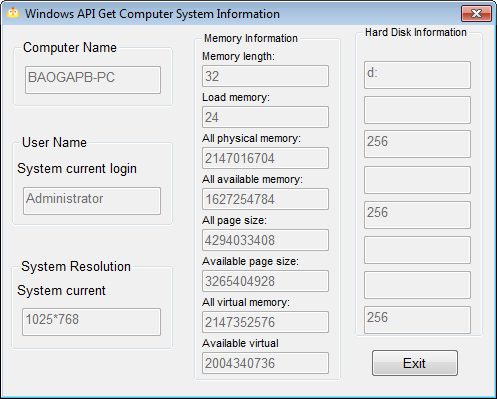 Windows API Get Computer System Information
Computer Name
BAOGAPB-PC
User Name
System current login
Administrator
System Resolution
System current
1025*768
Memory Information
Memory length:
32
Load memory:
24
All physical memory:
2147016704
All available memory:
1627254784
All page size:
4294033408
Available page size:
3265404928
All virtual memory:
2147352576
Available virtual
2004340736
Hard Disk Information
d:
256
256
256
Exit